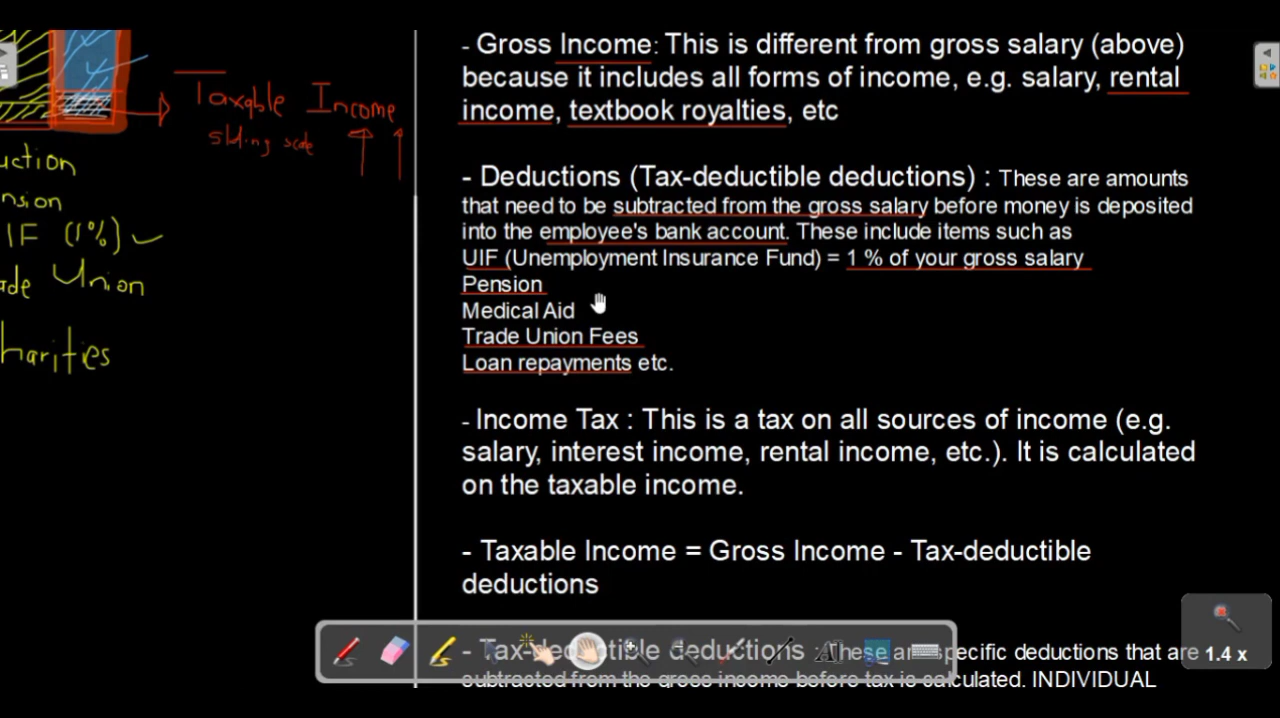 Taxable Income
sliding scale
uction
nsion
IF (1%)
ade Union
harities
- Gross Income: This is different from gross salary (above)
because it includes all forms of income, e.g. salary, rental
income, textbook royalties, etc
- Deductions (Tax-deductible deductions) : These are amounts
that need to be subtracted from the gross salary before money is deposited
into the employee's bank account. These include items such as
UIF (Unemployment Insurance Fund) = 1 % of your gross salary
Pension
Medical Aid
Trade Union Fees
Loan repayments etc.
- Income Tax : This is a tax on all sources of income (e.g.
salary, interest income, rental income, etc.). It is calculated
on the taxable income.
- Taxable Income = Gross Income - Tax-deductible
deductions
- Tax-deductible deductions : These are specific deductions that are
subtracted from the gross income before tax is calculated. INDIVIDUAL
1.4 x